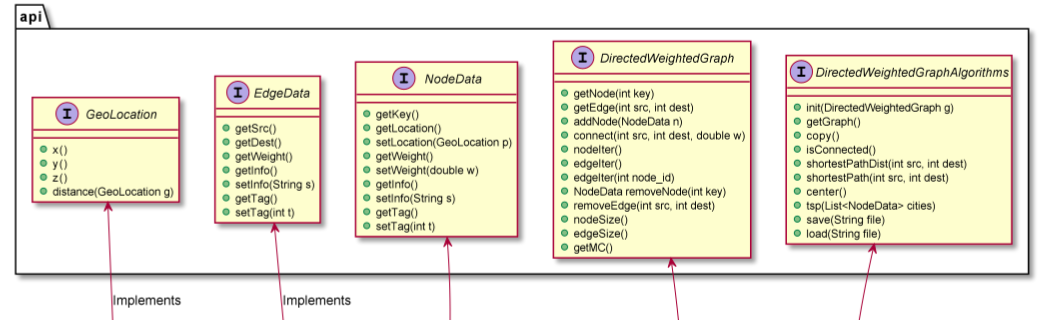 api
I GeoLocation
x()
y()
z()
distance(GeoLocation g)
I EdgeData
getSrc()
getDest()
getWeight()
getInfo()
setInfo(String s)
getTag()
setTag(int t)
I NodeData
getKey()
getLocation()
setLocation(GeoLocation p)
getWeight()
setWeight(double w)
getInfo()
setInfo(String s)
getTag()
setTag(int t)
I DirectedWeightedGraph
getNode(int key)
getEdge(int src, int dest)
addNode(NodeData n)
connect(int src, int dest, double w)
nodeIter()
edgeIter()
edgeIter(int node_id)
NodeData removeNode(int key)
removeEdge(int src, int dest)
nodeSize()
edgeSize()
getMC()
I DirectedWeightedGraphAlgorithms
init(DirectedWeightedGraph g)
getGraph()
copy()
isConnected()
shortestPathDist(int src, int dest)
shortestPath(int src, int dest)
center()
tsp(List<NodeData> cities)
save(String file)
load(String file)
Implements
Implements